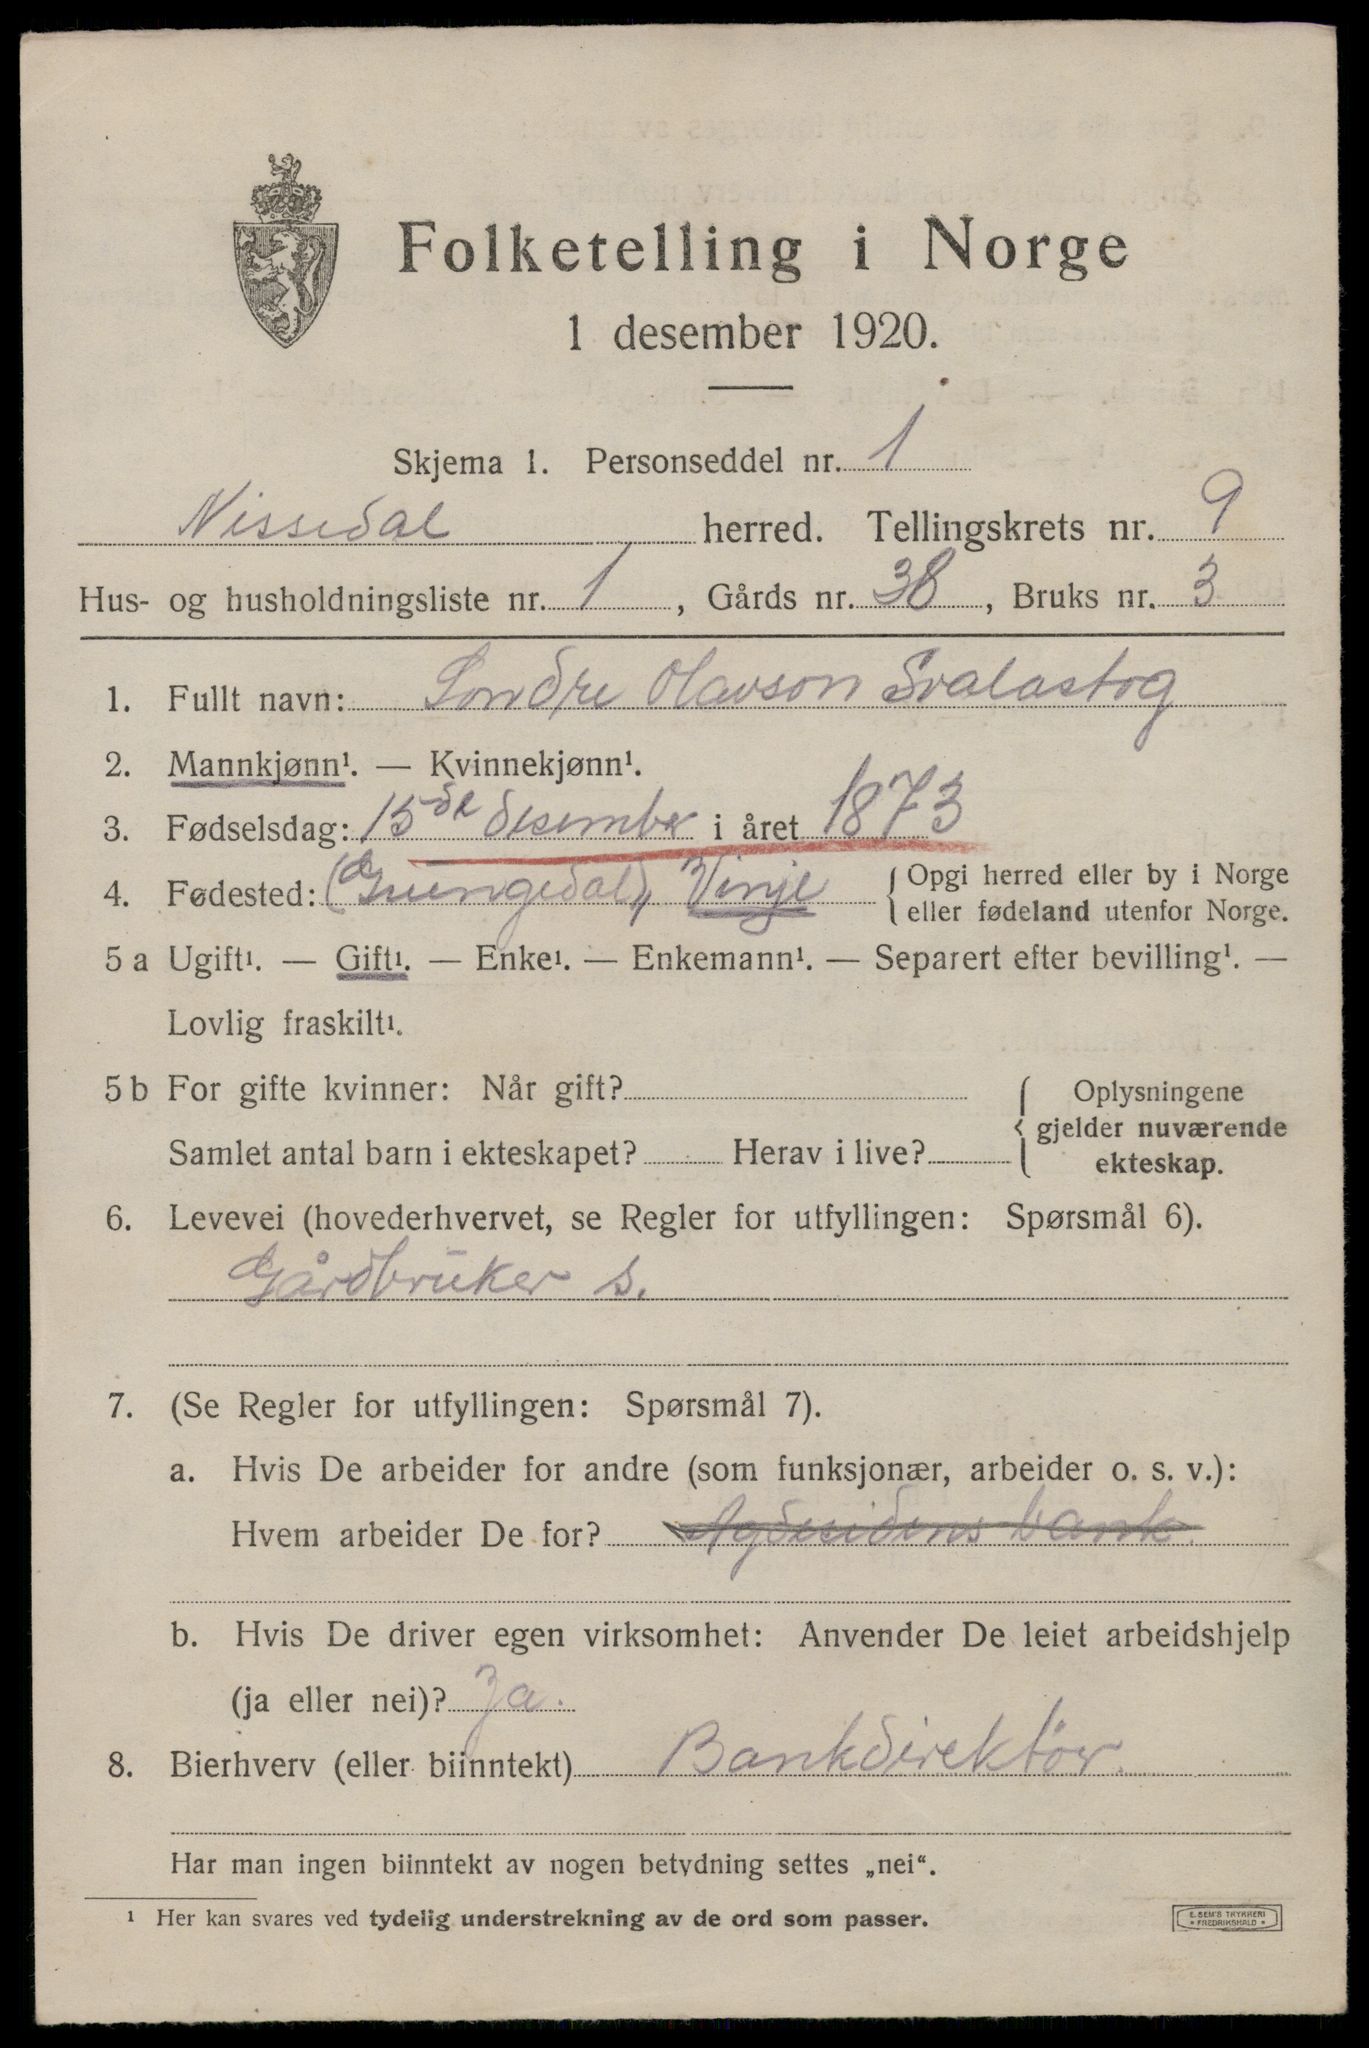 Folketelling i Norge
1 desember 1920.
Skjema 1. Personseddel nr. 1
Nissedal herred. Tellingskrets nr. 9
Hus- og husholdningsliste nr. 1, Gårds nr. 38, Bruks nr. 3
1. Fullt navn: Sondre Olavson Svalastog
2. Mannkjønn¹. — Kvinnekjønn¹.
3. Fødselsdag: 15de desember i året 1873
4. Fødested: (Grungedal), Vinje {Opgi herred eller by i Norge
eller fødeland utenfor Norge.
5 a Ugift¹. — Gift¹. — Enke¹. — Enkemann¹. — Separert efter bevilling¹. —
Lovlig fraskilt¹.
5 b For gifte kvinner: Når gift? { Oplysningene
gjelder nuværende
Samlet antal barn i ekteskapet? Herav i live? ekteskap.
6. Levevei (hovederhvervet, se Regler for utfyllingen: Spørsmål 6).
Gårdbruker s.
7. (Se Regler for utfyllingen: Spørsmål 7).
a. Hvis De arbeider for andre (som funksjonær, arbeider o. s. v.):
Hvem arbeider De for? Agdesidens bank.
b. Hvis De driver egen virksomhet: Anvender De leiet arbeidshjelp
(ja eller nei)? Ja.
8. Bierhverv (eller biinntekt) Bankdirektör.
Har man ingen biinntekt av nogen betydning settes „nei“.
¹ Her kan svares ved tydelig understrekning av de ord som passer.
E. SEM'S TRYKKERI
• FREDRIKSHALD •